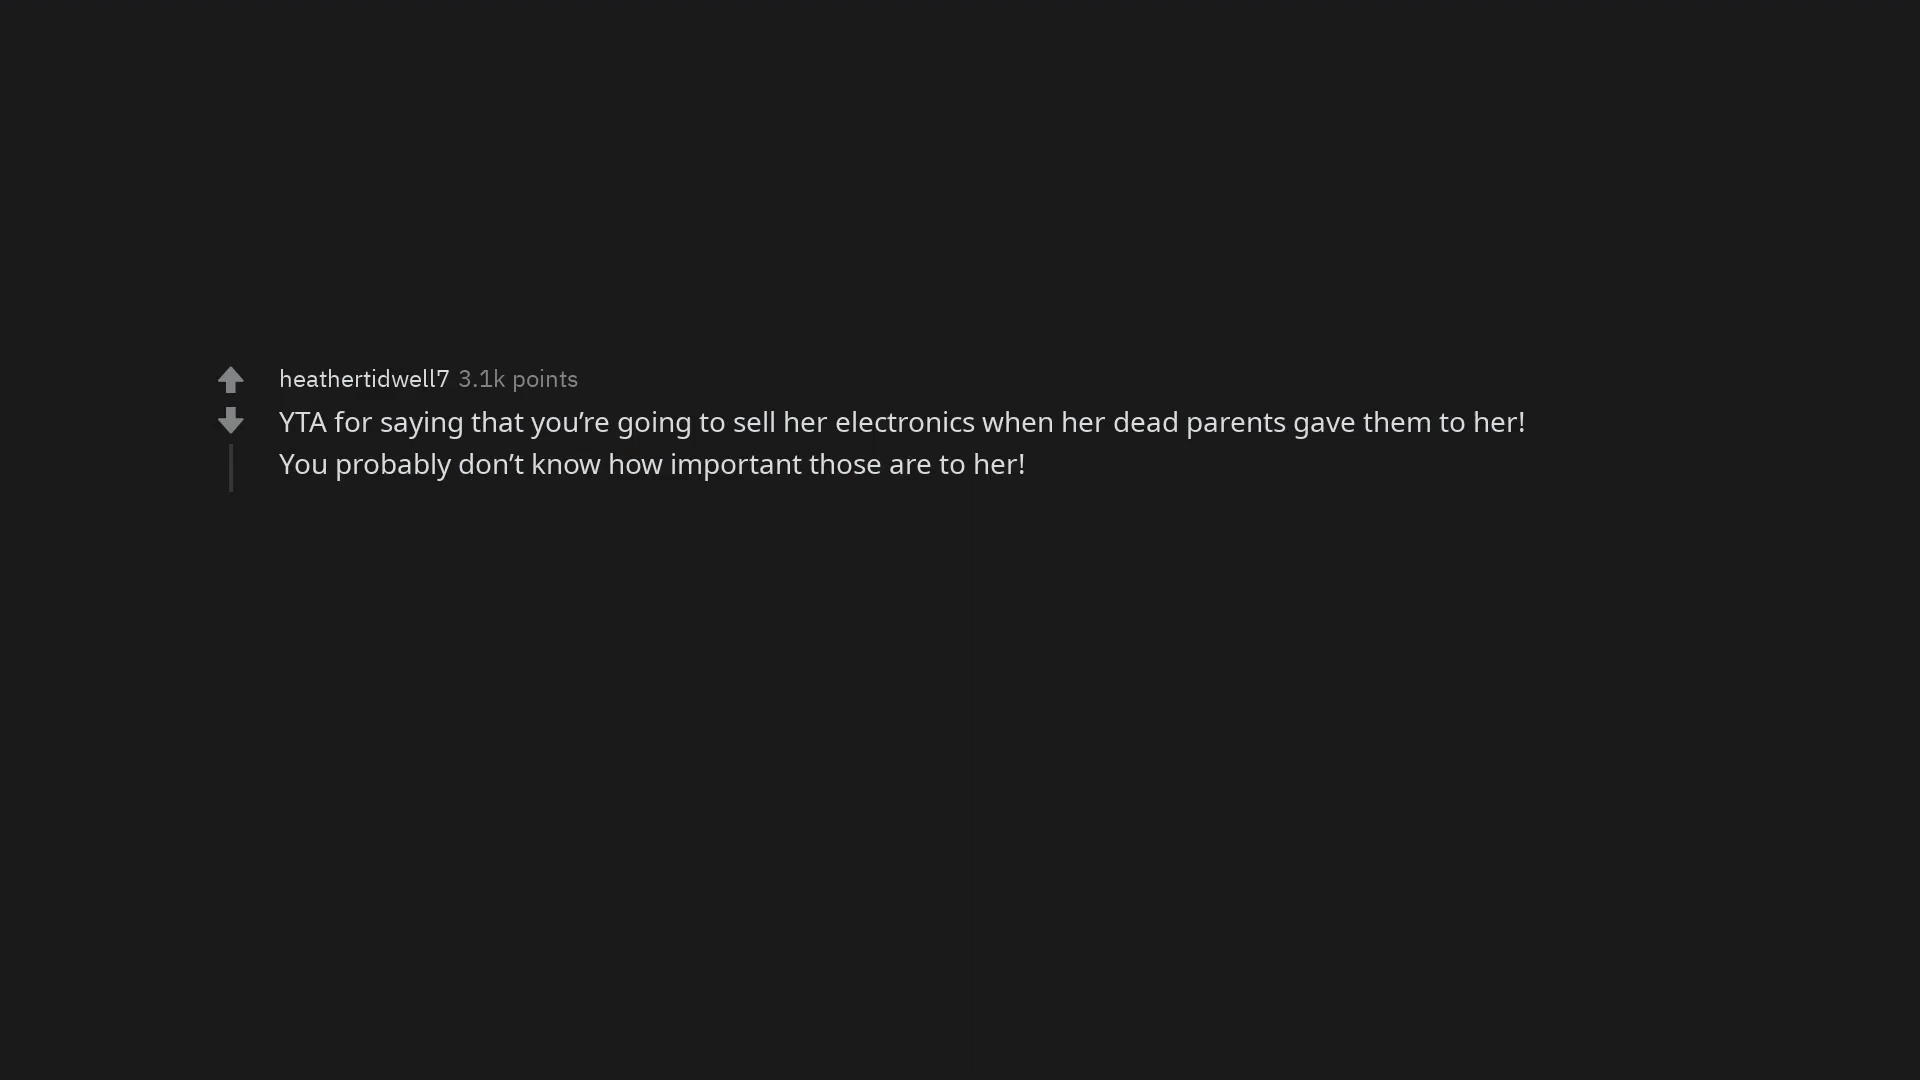 heathertidwell7 3.1k points
YTA for saying that you’re going to sell her electronics when her dead parents gave them to her!
You probably don’t know how important those are to her!